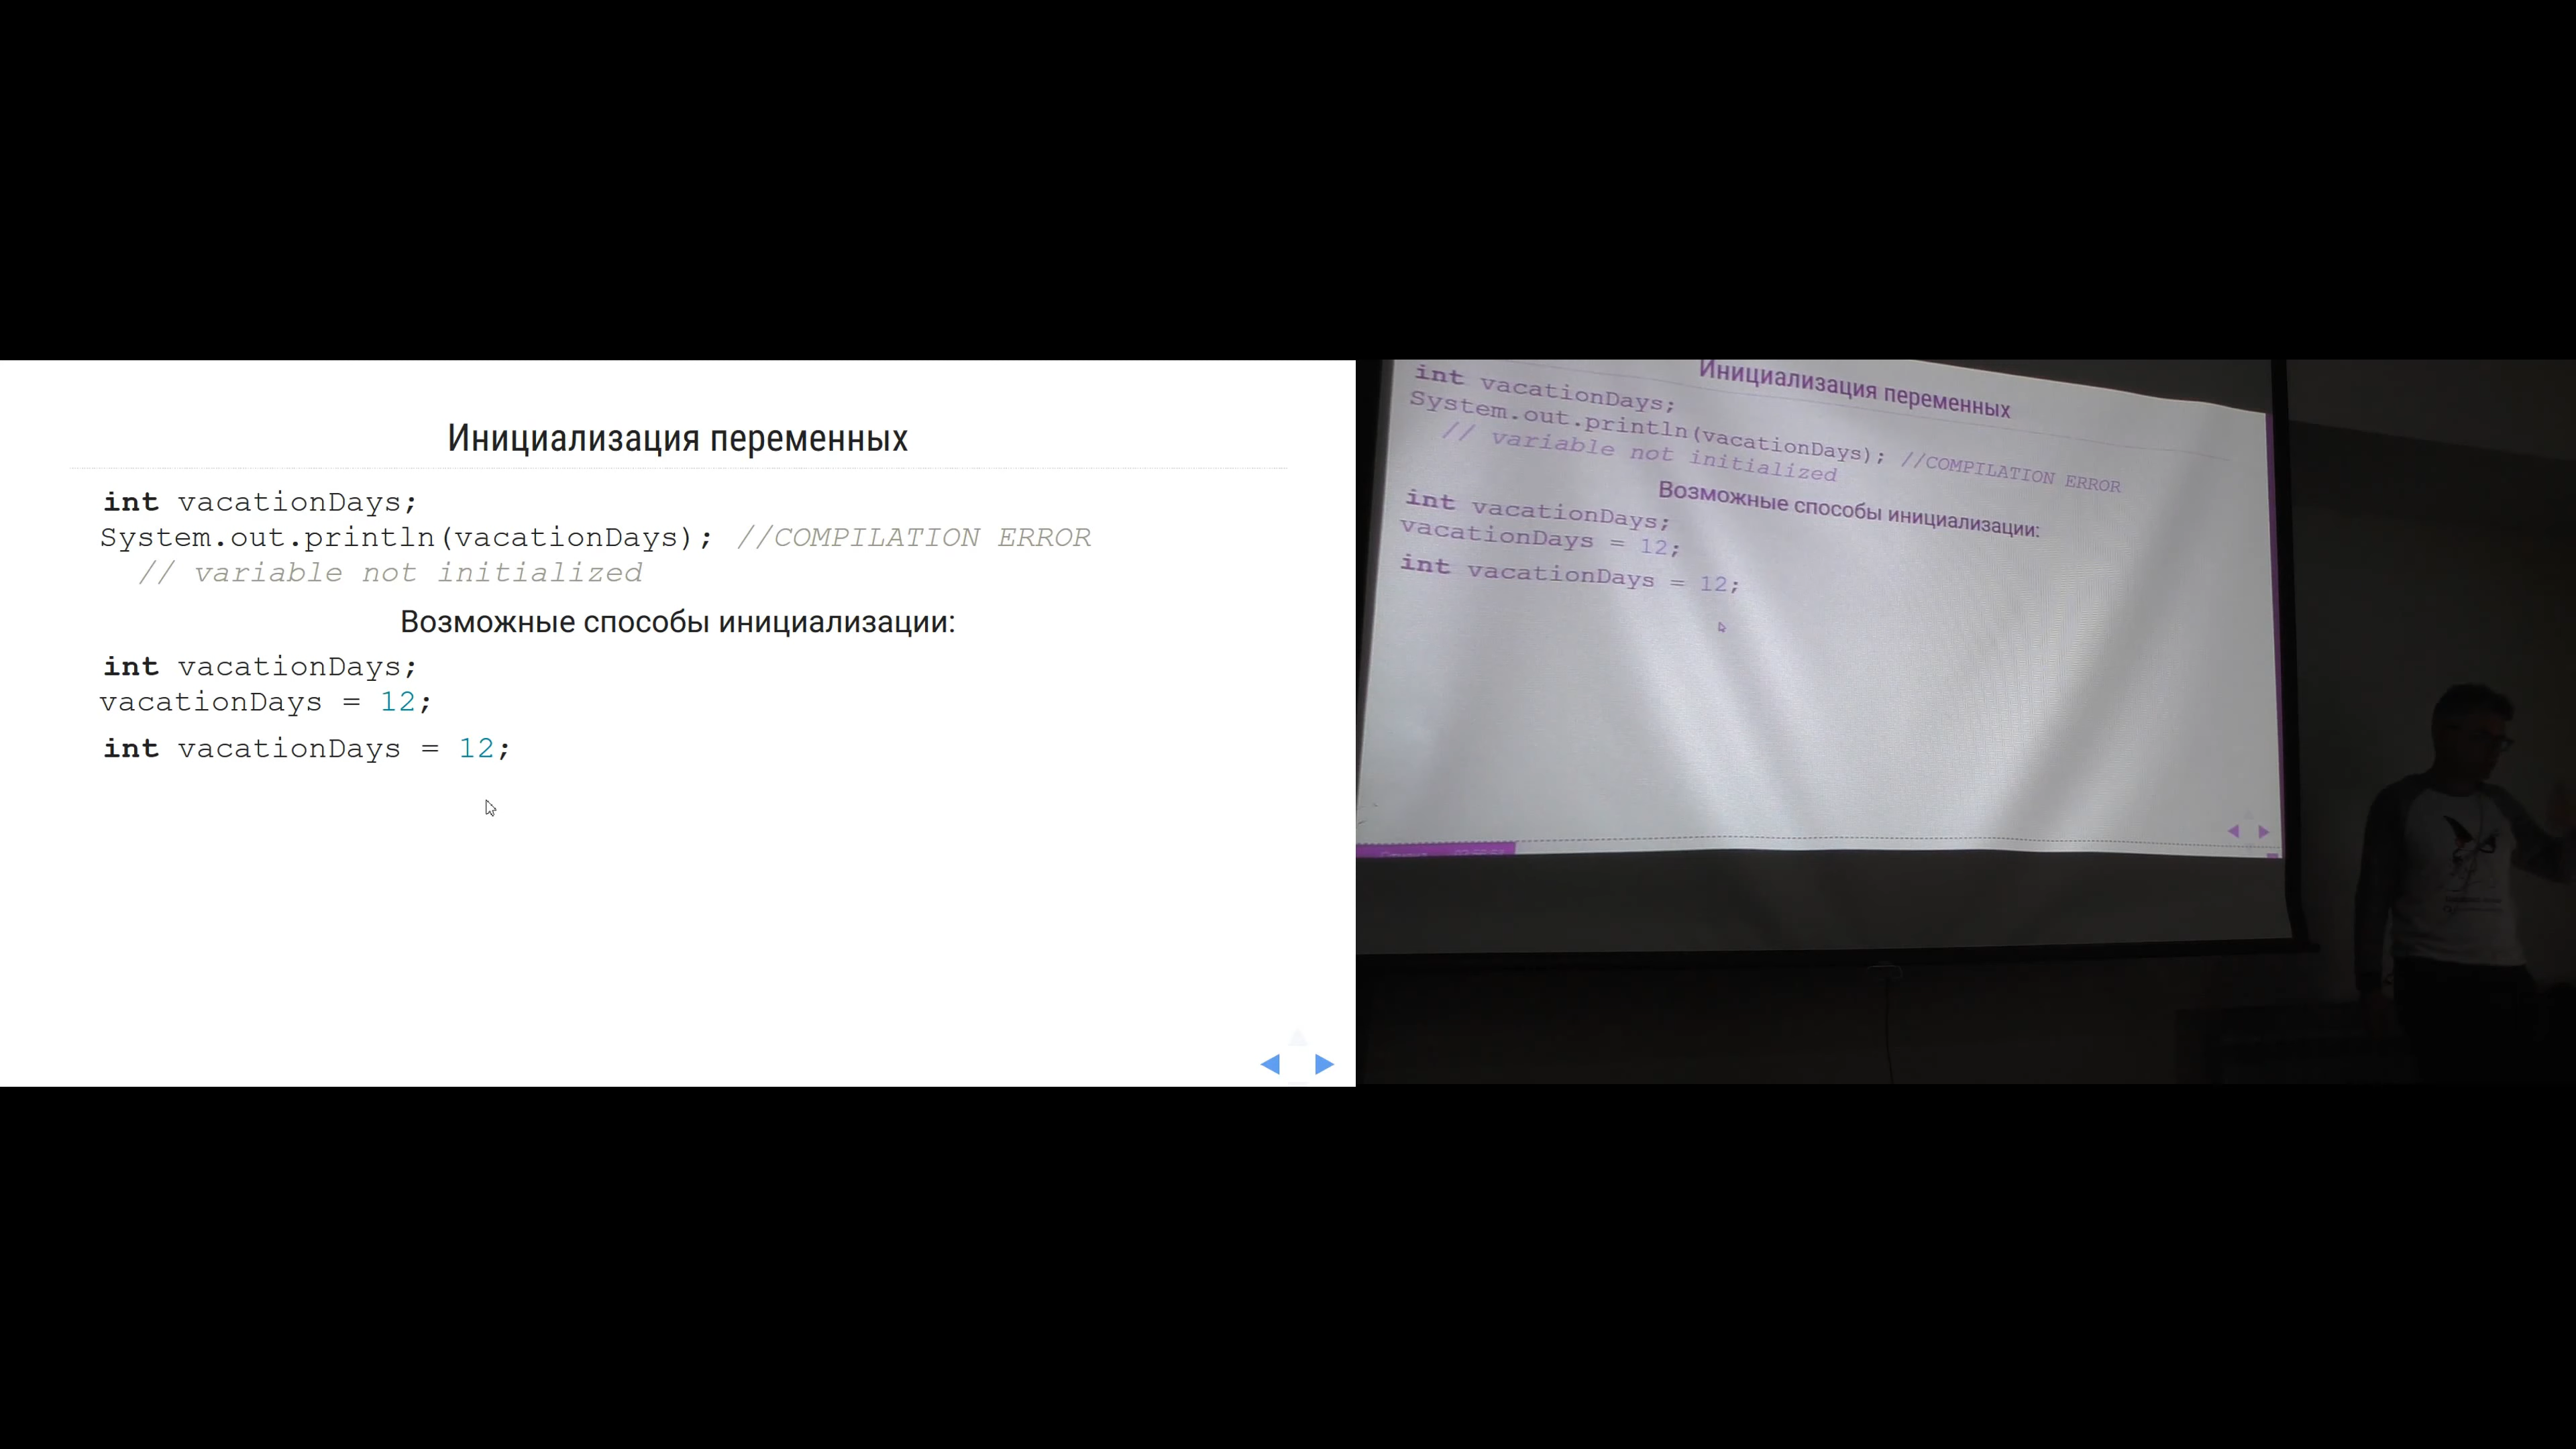 Инициализация переменных
int vacationDays;
System.out.println(vacationDays); //COMPILATION ERROR
// variable not initialized
Возможные способы инициализации:
int vacationDays;
vacationDays = 12;
int vacationDays = 12;
Инициализация переменных
int vacationDays;
System.out.println(vacationDays); //COMPILATION ERROR
// variable not initialized
Возможные способы инициализации:
int vacationDays;
vacationDays = 12;
int vacationDays = 12;